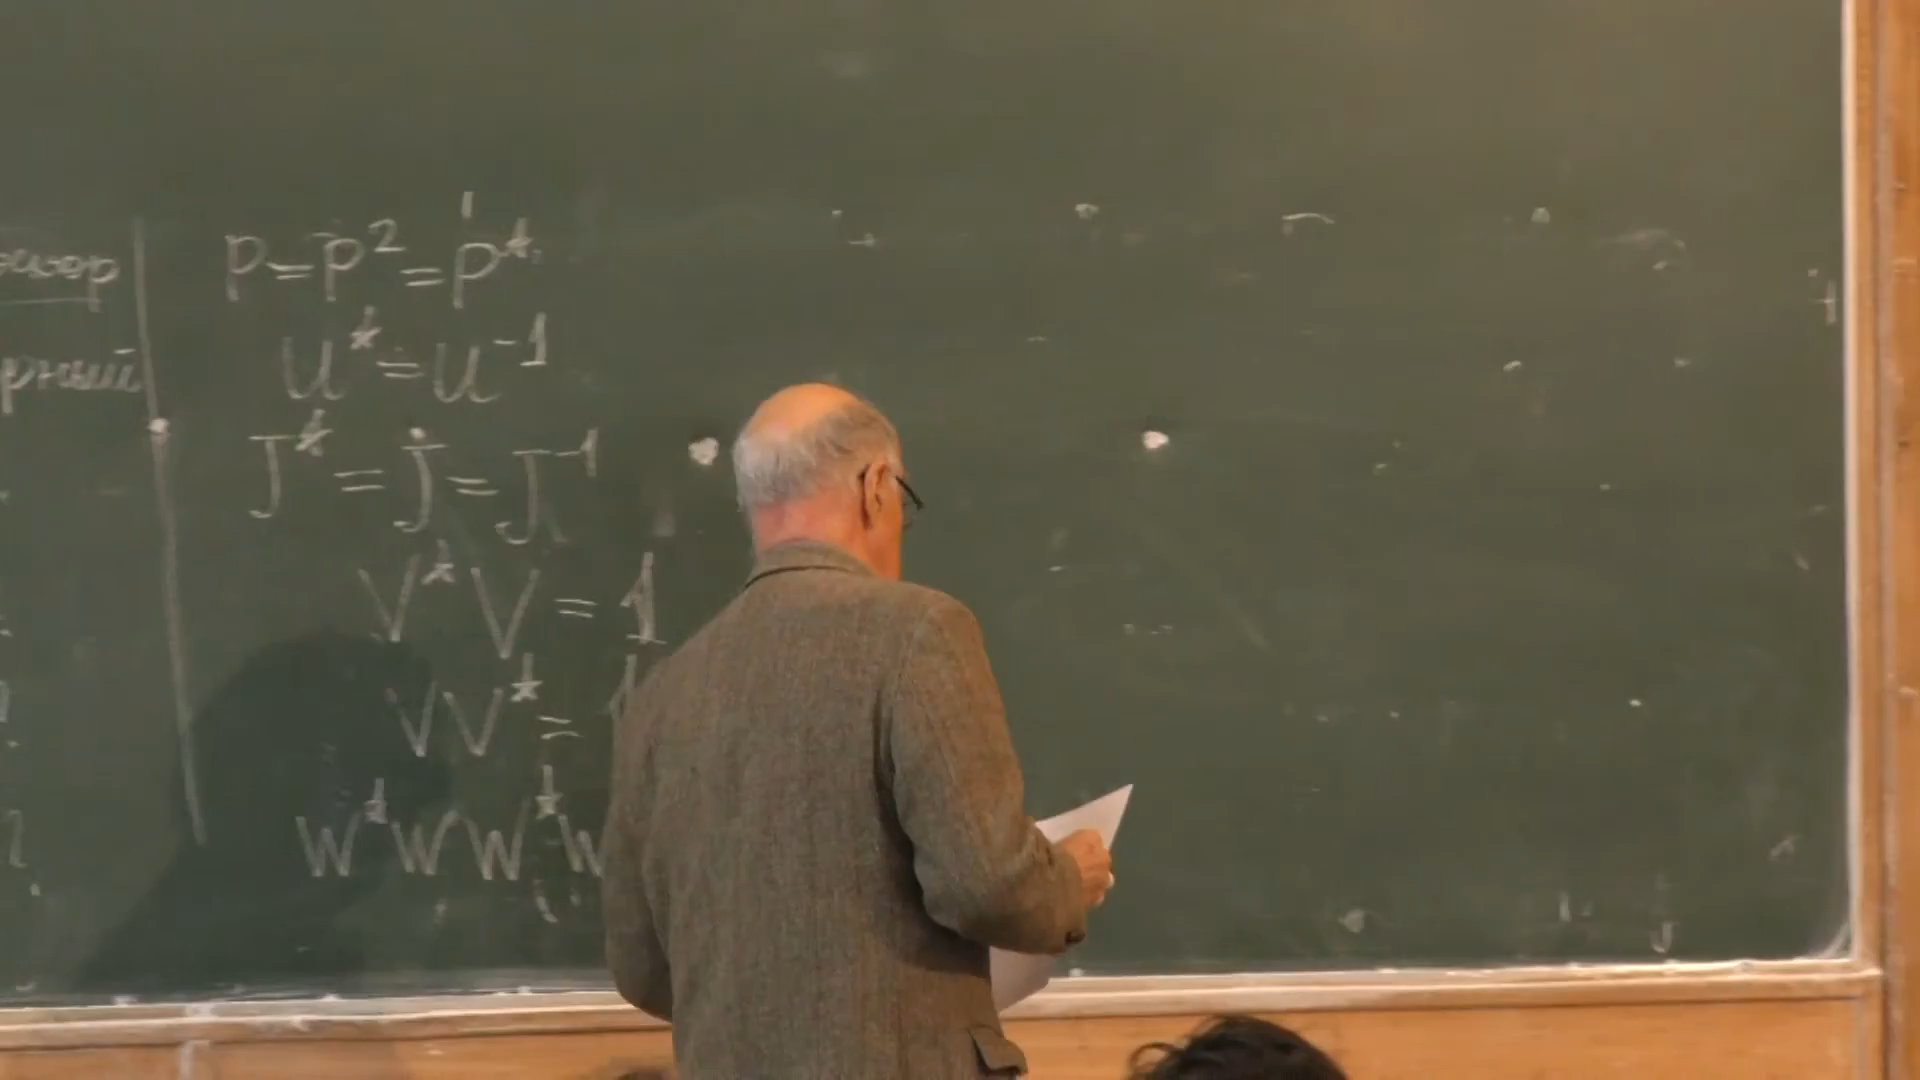 p = p² = p*
u* = u⁻¹
J* = J = J⁻¹
V*V = 1
VV* =
W*WW*W